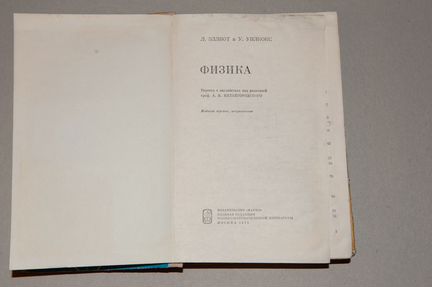 Л. ЭЛЛИОТ и У. УИЛКОКС
ФИЗИКА
Перевод с английского под редакцией
проф. А. И. КИТАЙГОРОДСКОГО
Издание третье, исправленное
ИЗДАТЕЛЬСТВО «НАУКА»
ГЛАВНАЯ РЕДАКЦИЯ
ФИЗИКО-МАТЕМАТИЧЕСКОЙ ЛИТЕРАТУРЫ
МОСКВА